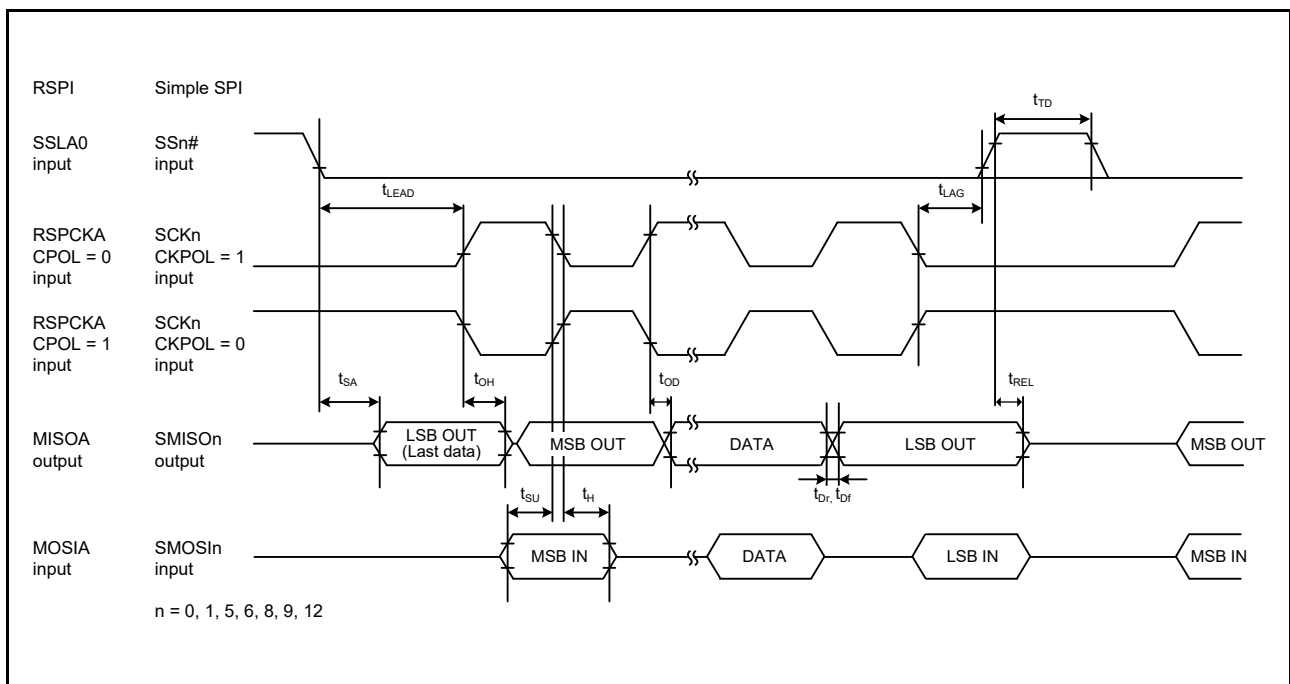 RSPI Simple SPI
tTD
SSLA0 SSn#
input input
tLEAD
tLAG
RSPCKA SCKn
CPOL = 0 CKPOL = 1
input input
RSPCKA SCKn
CPOL = 1 CKPOL = 0
input input
tSA tOH tOD tREL
MISOA SMISOn
output output
LSB OUT
(Last data)
MSB OUT DATA LSB OUT MSB OUT
tSU tH tDr, tDf
MOSIA SMOSIn
input input
MSB IN DATA LSB IN MSB IN
n = 0, 1, 5, 6, 8, 9, 12